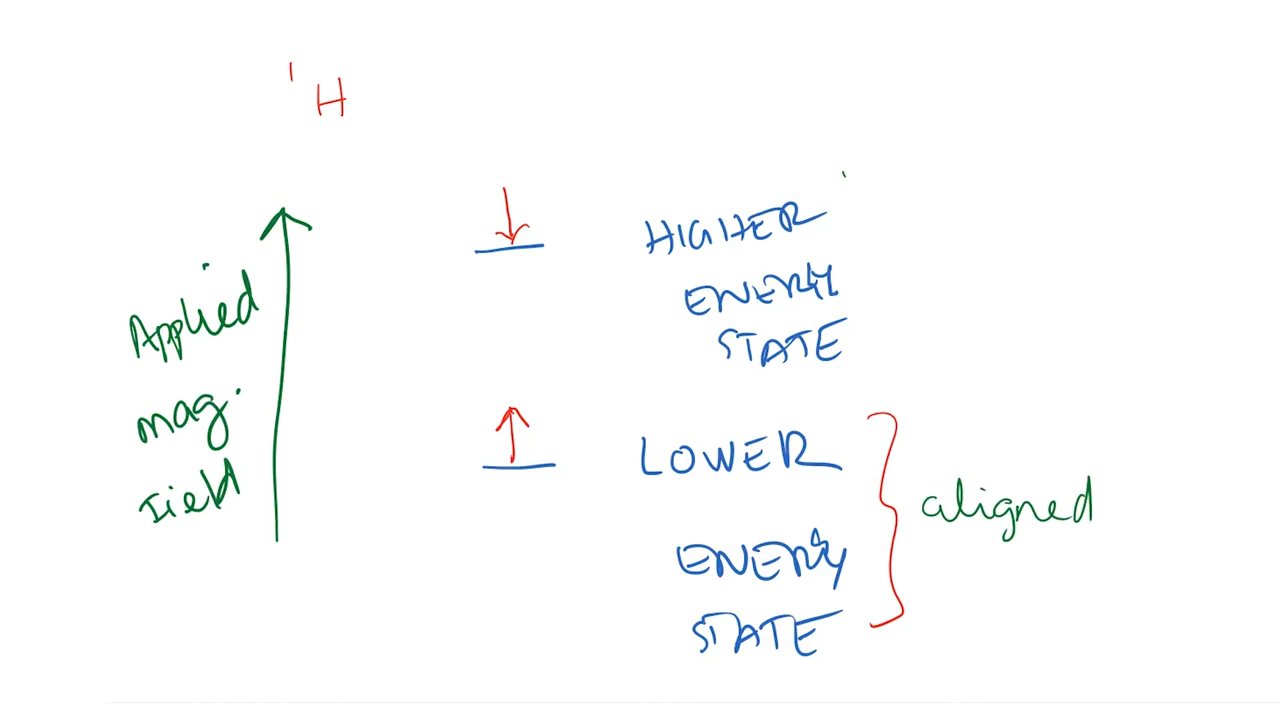 ¹H
HIGHER
ENERGY
STATE
Applied
mag.
Field
LOWER
ENERGY
STATE
aligned